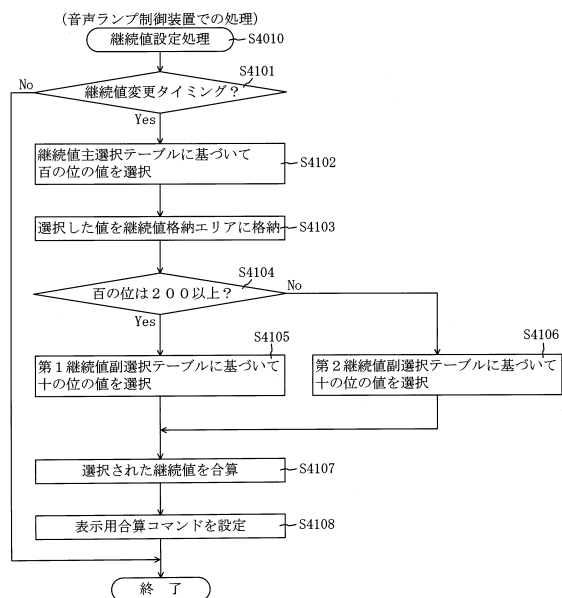 (音声ランプ制御装置での処理)
継続値設定処理
S4010
S4101
No
継続値変更タイミング?
Yes
継続値主選択テーブルに基づいて
百の位の値を選択
S4102
選択した値を継続値格納エリアに格納
S4103
S4104
百の位は200以上?
No
Yes
S4105
第1継続値副選択テーブルに基づいて
十の位の値を選択
S4106
第2継続値副選択テーブルに基づいて
十の位の値を選択
選択された継続値を合算
S4107
表示用合算コマンドを設定
S4108
終 了